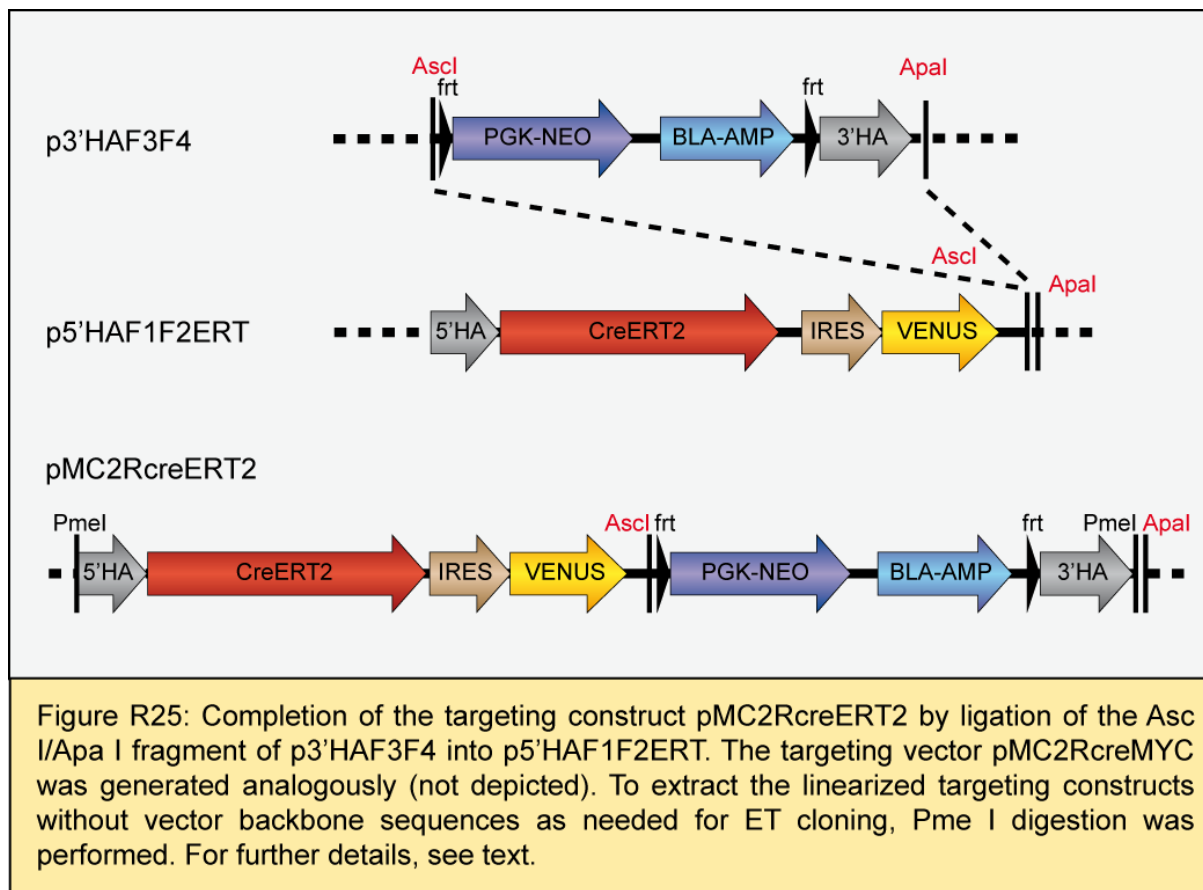 AscI ApaI
frt frt
p3'HAF3F4 PGK-NEO BLA-AMP 3'HA
AscI
ApaI
p5'HAF1F2ERT 5'HA CreERT2 IRES VENUS
pMC2RcreERT2
PmeI AscI frt frt PmeI ApaI
5'HA CreERT2 IRES VENUS PGK-NEO BLA-AMP 3'HA
Figure R25: Completion of the targeting construct pMC2RcreERT2 by ligation of the Asc
I/Apa I fragment of p3'HAF3F4 into p5'HAF1F2ERT. The targeting vector pMC2RcreMYC
was generated analogously (not depicted). To extract the linearized targeting constructs
without vector backbone sequences as needed for ET cloning, Pme I digestion was
performed. For further details, see text.